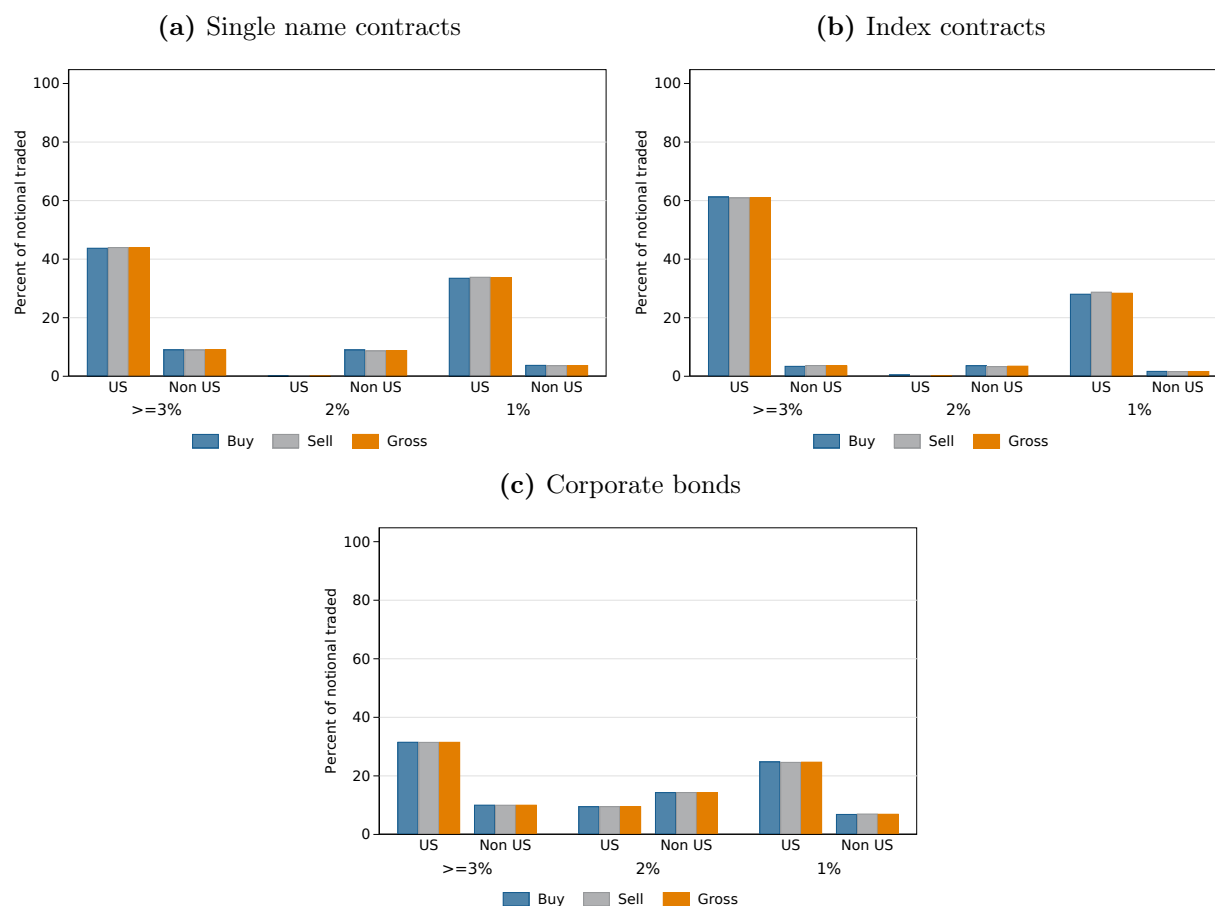 (a) Single name contracts
Percent of notional traded
100
80
60
40
20
0
US Non US US Non US US Non US
>=3% 2% 1%
Buy Sell Gross
(b) Index contracts
Percent of notional traded
100
80
60
40
20
0
US Non US US Non US US Non US
>=3% 2% 1%
Buy Sell Gross
(c) Corporate bonds
Percent of notional traded
100
80
60
40
20
0
US Non US US Non US US Non US
>=3% 2% 1%
Buy Sell Gross